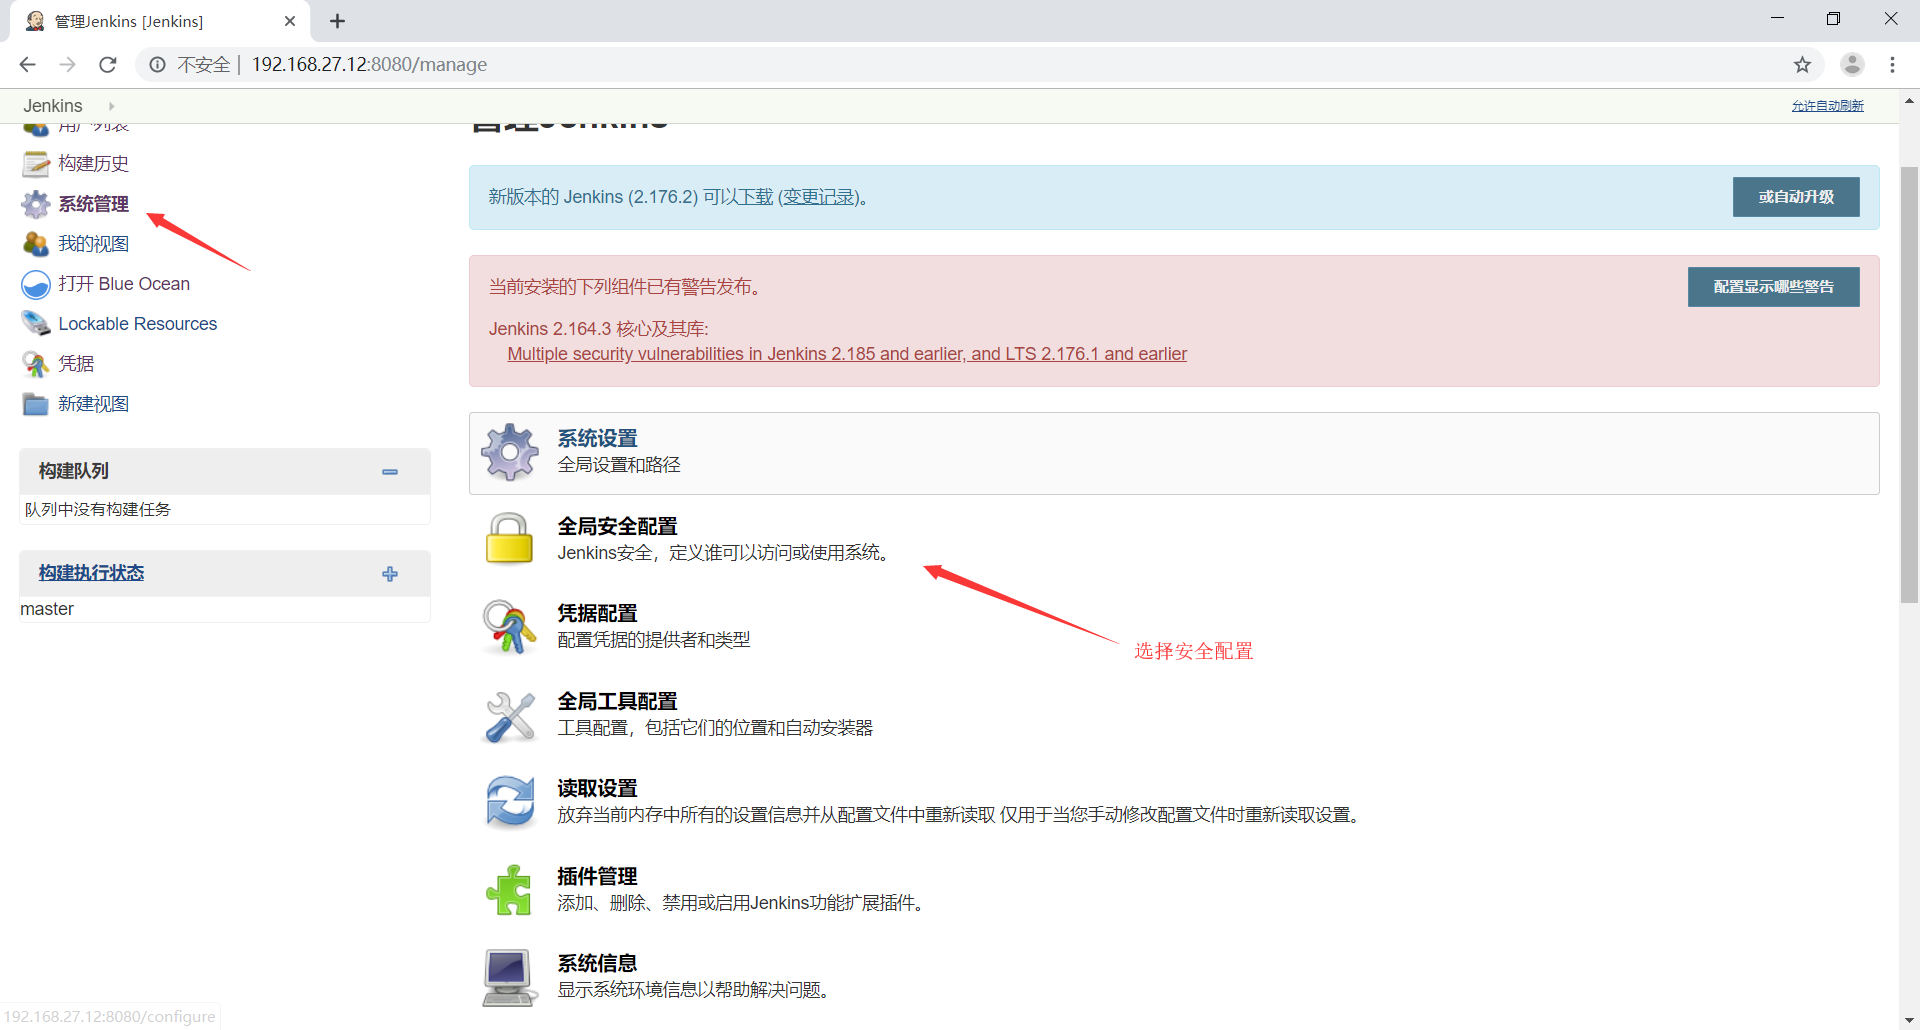 管理Jenkins [Jenkins]
不安全 | 192.168.27.12:8080/manage
Jenkins
允许自动刷新
用户列表
构建历史
系统管理
我的视图
打开 Blue Ocean
Lockable Resources
凭据
新建视图
构建队列
队列中没有构建任务
构建执行状态
master
管理Jenkins
新版本的 Jenkins (2.176.2) 可以下载 (变更记录)。
或自动升级
当前安装的下列组件已有警告发布。
配置显示哪些警告
Jenkins 2.164.3 核心及其库:
Multiple security vulnerabilities in Jenkins 2.185 and earlier, and LTS 2.176.1 and earlier
系统设置
全局设置和路径
全局安全配置
Jenkins安全，定义谁可以访问或使用系统。
凭据配置
配置凭据的提供者和类型
选择安全配置
全局工具配置
工具配置，包括它们的位置和自动安装器
读取设置
放弃当前内存中所有的设置信息并从配置文件中重新读取 仅用于当您手动修改配置文件时重新读取设置。
插件管理
添加、删除、禁用或启用Jenkins功能扩展插件。
系统信息
显示系统环境信息以帮助解决问题。
192.168.27.12:8080/configure